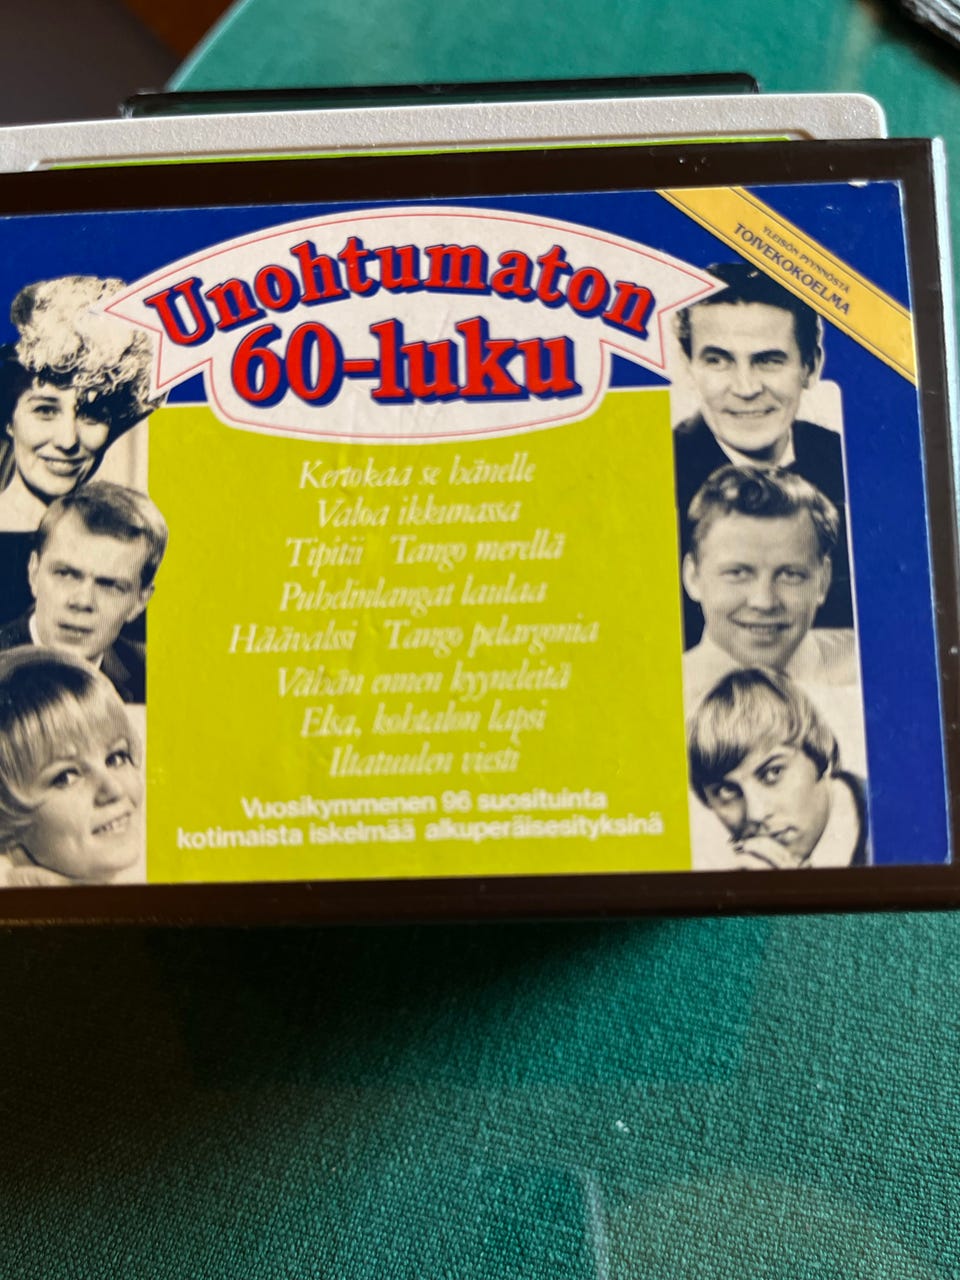 Unohtumaton
60-luku
YLEISÖN PYYNNÖSTÄ
TOIVEKOKOELMA
Kertokaa se hänelle
Valoa ikkunassa
Tipitii Tango merellä
Puhelinlangat laulaa
Häävalssi Tango pelargonia
Vähän ennen kyyneleitä
Elsa, kohtalon lapsi
Iltatuulen viesti
Vuosikymmenen 96 suosituinta
kotimaista iskelmää alkuperäisesityksinä